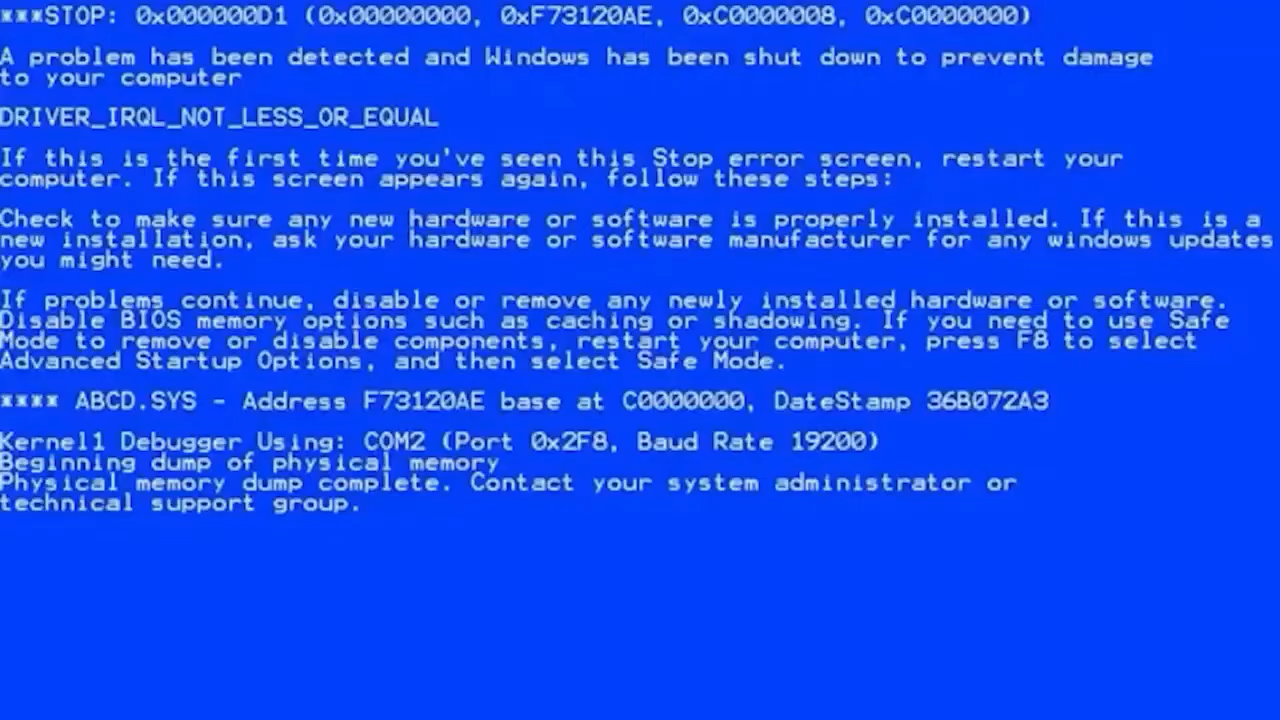 ***STOP: 0x000000D1 (0x00000000, 0xF73120AE, 0xC0000008, 0xC0000000)
A problem has been detected and Windows has been shut down to prevent damage
to your computer
DRIVER_IRQL_NOT_LESS_OR_EQUAL
If this is the first time you've seen this Stop error screen, restart your
computer. If this screen appears again, follow these steps:
Check to make sure any new hardware or software is properly installed. If this is a
new installation, ask your hardware or software manufacturer for any windows updates
you might need.
If problems continue, disable or remove any newly installed hardware or software.
Disable BIOS memory options such as caching or shadowing. If you need to use Safe
Mode to remove or disable components, restart your computer, press F8 to select
Advanced Startup Options, and then select Safe Mode.
**** ABCD.SYS - Address F73120AE base at C0000000, DateStamp 36B072A3
Kernel1 Debugger Using: COM2 (Port 0x2F8, Baud Rate 19200)
Beginning dump of physical memory
Physical memory dump complete. Contact your system administrator or
technical support group.